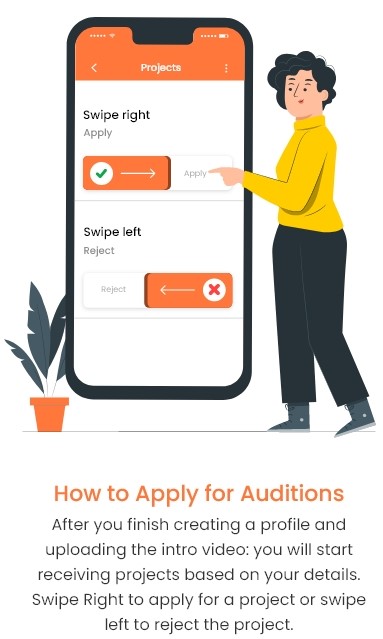 Projects
Swipe right
Apply
Apply
Swipe left
Reject
Reject
How to Apply for Auditions
After you finish creating a profile and
uploading the intro video: you will start
receiving projects based on your details.
Swipe Right to apply for a project or swipe
left to reject the project.